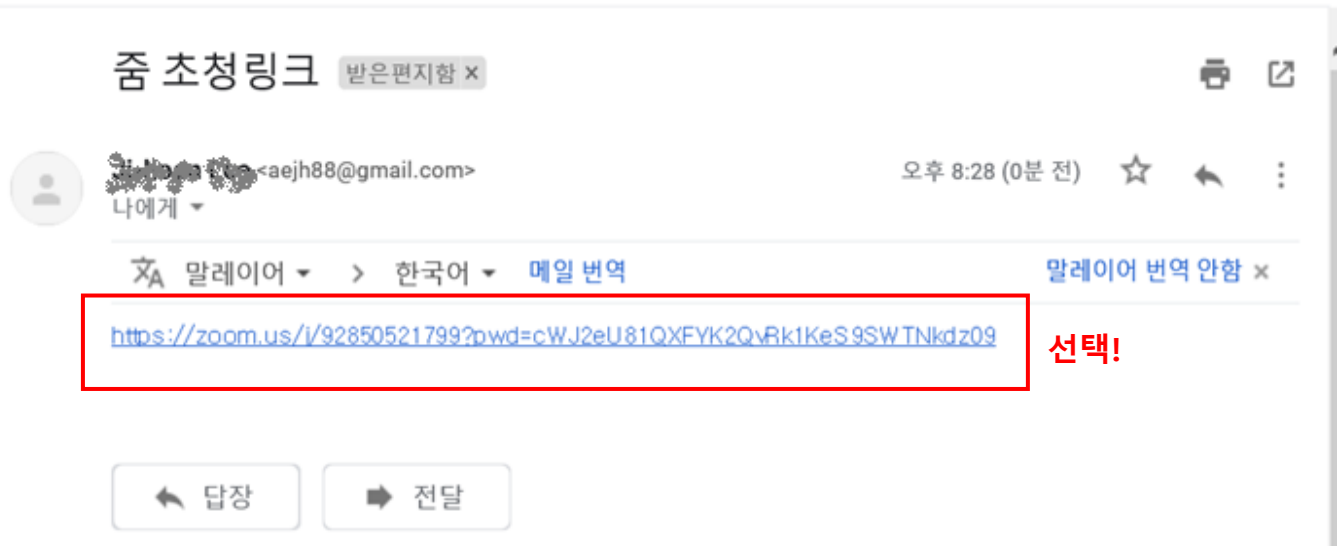 줌 초청링크 받은편지함 ×
<aejh88@gmail.com> 오후 8:28 (0분 전)
나에게
말레이어 > 한국어 메일 번역 말레이어 번역 안함 ×
https://zoom.us/j/92850521799?pwd=cWJ2eU81QXFYK2QvRk1KeS9SWTNkdz09
선택!
답장 전달